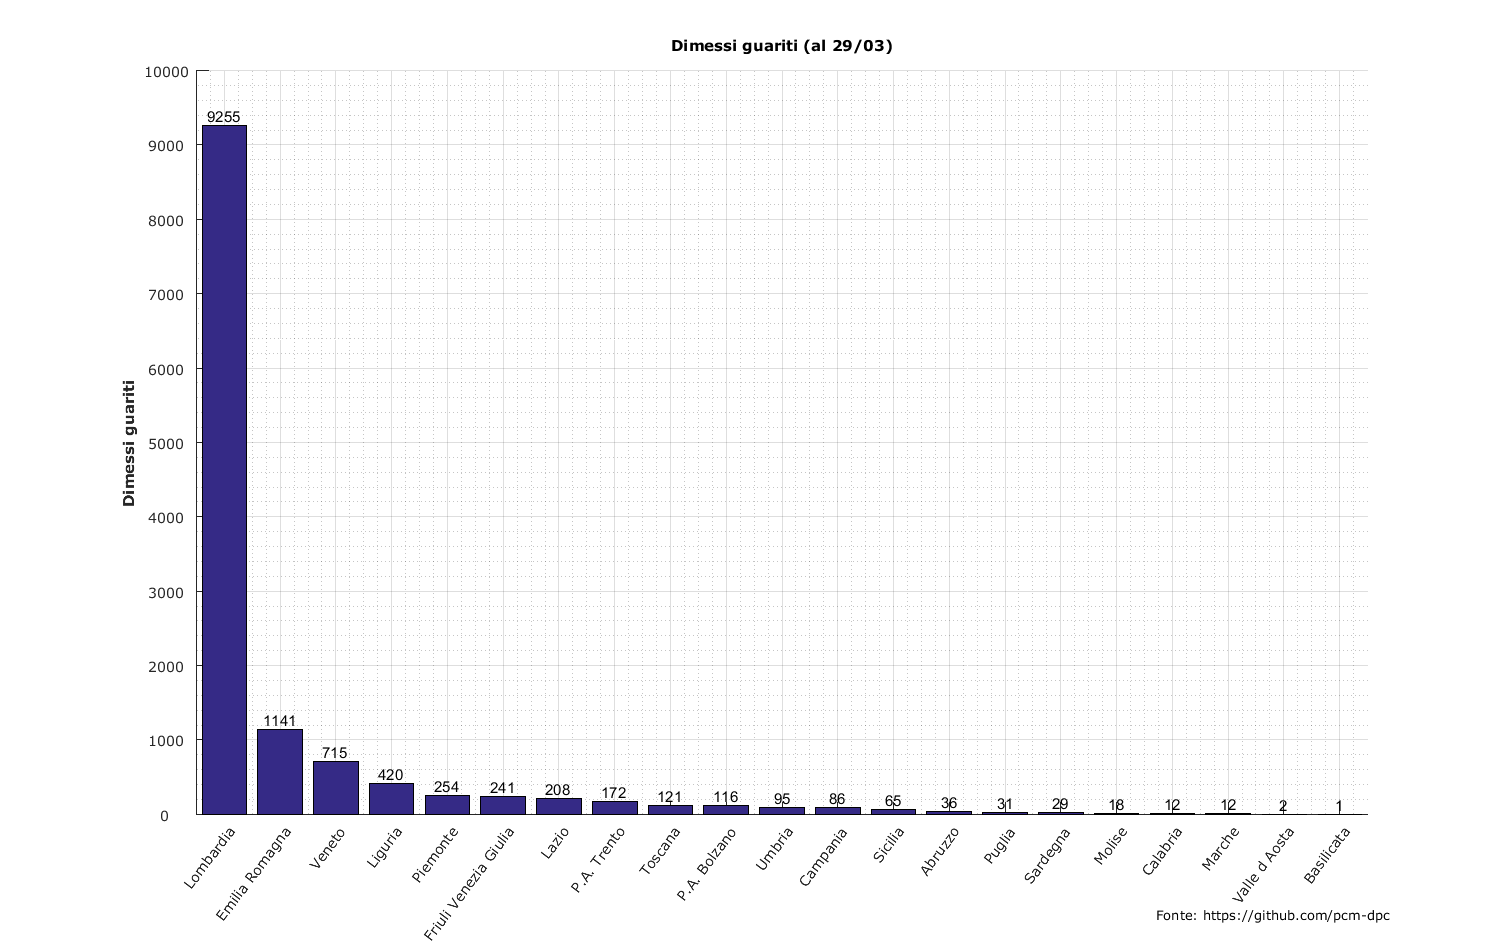 Dimessi guariti (al 29/03)
Dimessi guariti
10000
9000
8000
7000
6000
5000
4000
3000
2000
1000
0
9255
1141
715
420
254
241
208
172
121
116
95
86
65
36
31
29
18
12
12
2
1
Lombardia
Emilia Romagna
Veneto
Liguria
Piemonte
Friuli Venezia Giulia
Lazio
P.A. Trento
Toscana
P.A. Bolzano
Umbria
Campania
Sicilia
Abruzzo
Puglia
Sardegna
Molise
Calabria
Marche
Valle d Aosta
Basilicata
Fonte: https://github.com/pcm-dpc